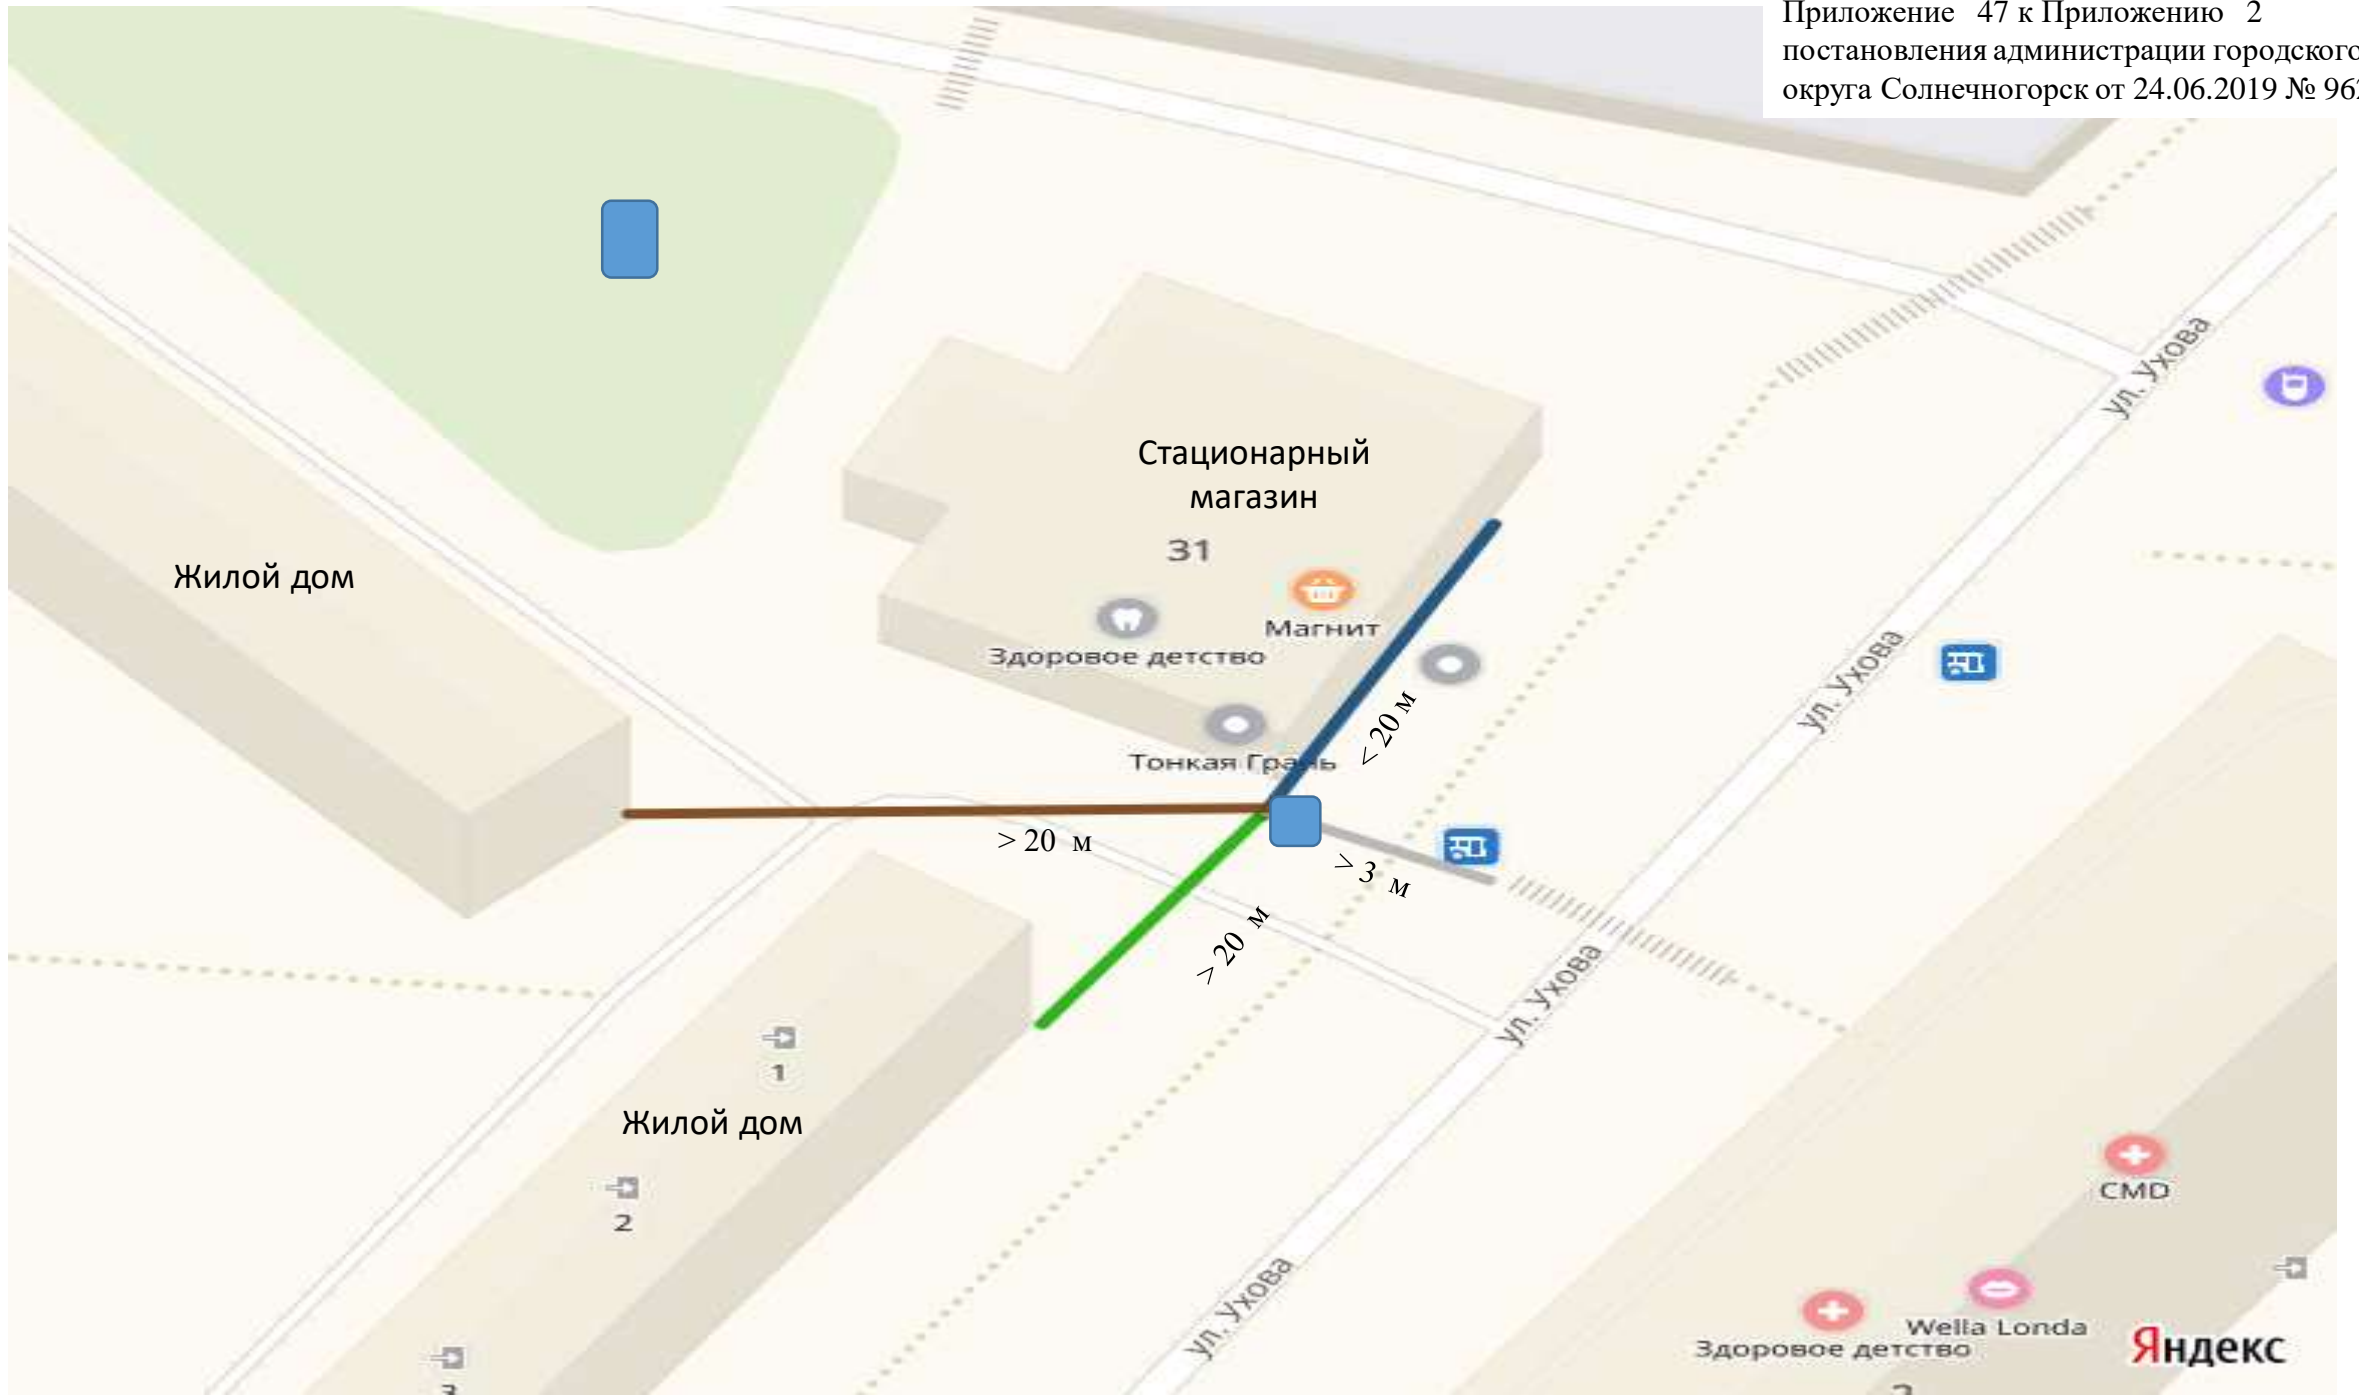 Приложение 47 к Приложению 2
постановления администрации городского
округа Солнечногорск от 24.06.2019 № 962
ул. Ухова
Стационарный
магазин
31
Жилой дом
Магнит
Здоровое детство
ул. Ухова
< 20 м
Тонкая Грань
> 20 м
> 3 м
> 20 м
ул. Ухова
1
Жилой дом
2
CMD
ул. Ухова
Wella Londa
Здоровое детство
Яндекс
3